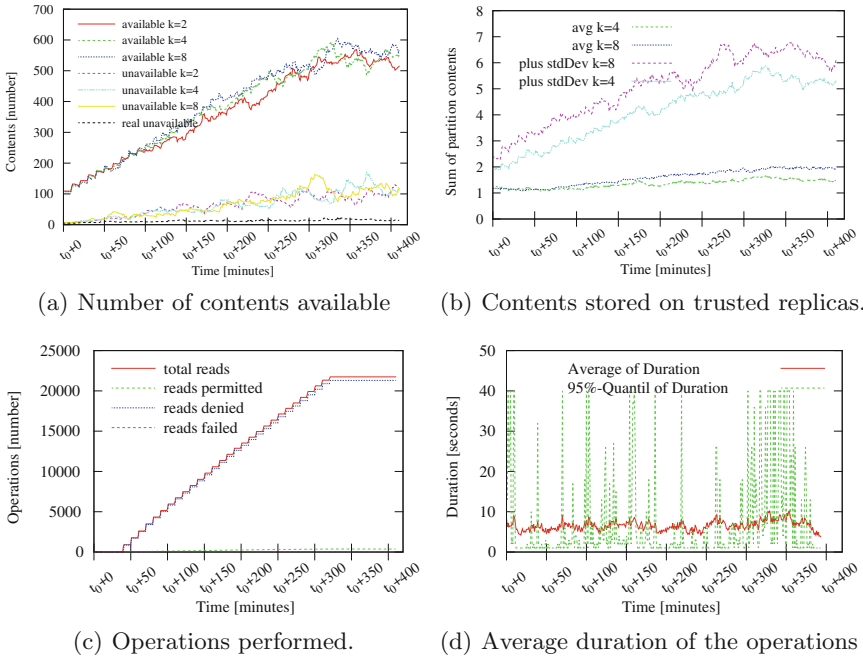 700
600
500
400
300
200
100
0
Contents [number]
available k=2
available k=4
available k=8
unavailable k=2
unavailable k=4
unavailable k=8
real unavailable
t0+0
t0+50
t0+100
t0+150
t0+200
t0+250
t0+300
t0+350
t0+400
Time [minutes]
(a) Number of contents available
8
7
6
5
4
3
2
1
0
Sum of partition contents
avg k=4
avg k=8
plus stdDev k=8
plus stdDev k=4
t0+0
t0+50
t0+100
t0+150
t0+200
t0+250
t0+300
t0+350
t0+400
Time [minutes]
(b) Contents stored on trusted replicas.
25000
20000
15000
10000
5000
0
Operations [number]
total reads
reads permitted
reads denied
reads failed
t0+0
t0+50
t0+100
t0+150
t0+200
t0+250
t0+300
t0+350
t0+400
Time [minutes]
(c) Operations performed.
50
40
30
20
10
0
Duration [seconds]
Average of Duration
95%-Quantil of Duration
t0+0
t0+50
t0+100
t0+150
t0+200
t0+250
t0+300
t0+350
t0+400
Time [minutes]
(d) Average duration of the operations